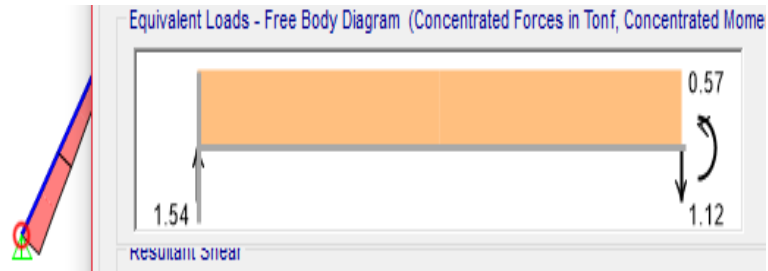 Equivalent Loads - Free Body Diagram (Concentrated Forces in Tonf, Concentrated Mome
0.57
1.54
1.12
Resultant Shear